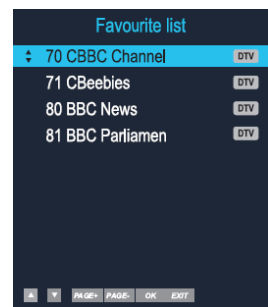 Favourite list
70 CBBC Channel DTV
71 CBeebies DTV
80 BBC News DTV
81 BBC Parliamen DTV
PAGE+ PAGE- OK EXIT